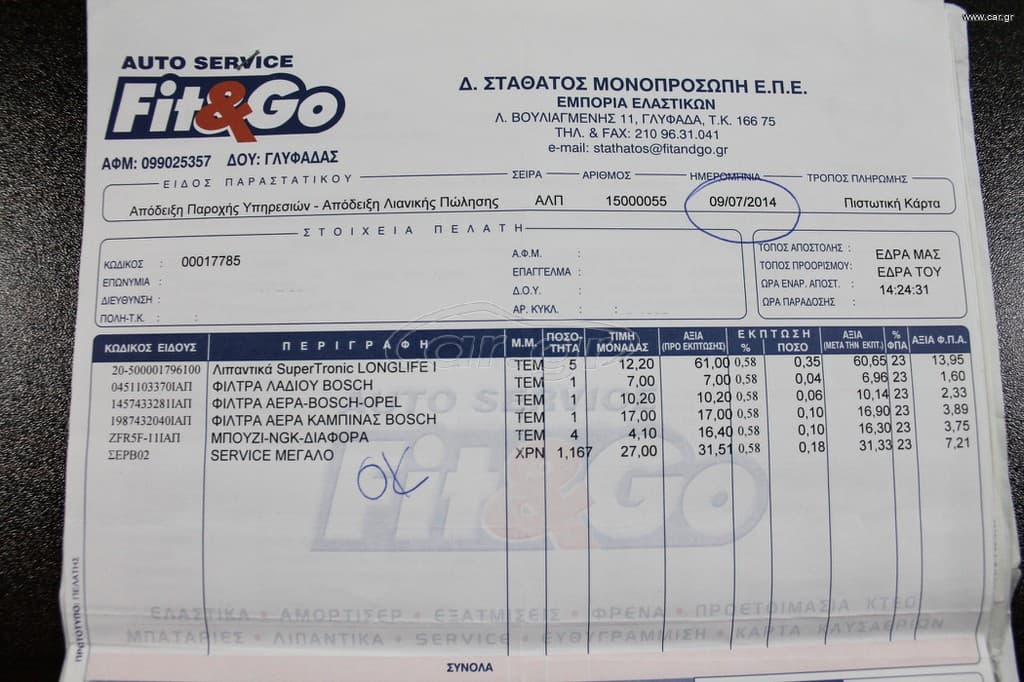 www.car.gr
AUTO SERVICE
Fit&Go
Δ. ΣΤΑΘΑΤΟΣ ΜΟΝΟΠΡΟΣΩΠΗ Ε.Π.Ε.
ΕΜΠΟΡΙΑ ΕΛΑΣΤΙΚΩΝ
Λ. ΒΟΥΛΙΑΓΜΕΝΗΣ 11, ΓΛΥΦΑΔΑ, Τ.Κ. 166 75
ΤΗΛ. & FAX: 210 96.31.041
e-mail: stathatos@fitandgo.gr
ΑΦΜ: 099025357 ΔΟΥ: ΓΛΥΦΑΔΑΣ
ΕΙΔΟΣ ΠΑΡΑΣΤΑΤΙΚΟΥ ΣΕΙΡΑ ΑΡΙΘΜΟΣ ΗΜΕΡΟΜΗΝΙΑ ΤΡΟΠΟΣ ΠΛΗΡΩΜΗΣ
Απόδειξη Παροχής Υπηρεσιών - Απόδειξη Λιανικής Πώλησης ΑΛΠ 15000055 09/07/2014 Πιστωτική Κάρτα
ΣΤΟΙΧΕΙΑ ΠΕΛΑΤΗ
ΚΩΔΙΚΟΣ : 00017785
ΕΠΩΝΥΜΙΑ :
ΔΙΕΥΘΥΝΣΗ :
ΠΟΛΗ-Τ.Κ. :
Α.Φ.Μ. :
ΕΠΑΓΓΕΛΜΑ :
Δ.Ο.Υ. :
ΑΡ. ΚΥΚΛ. : :
ΤΟΠΟΣ ΑΠΟΣΤΟΛΗΣ : ΕΔΡΑ ΜΑΣ
ΤΟΠΟΣ ΠΡΟΟΡΙΣΜΟΥ: ΕΔΡΑ ΤΟΥ
ΩΡΑ ΕΝΑΡ. ΑΠΟΣΤ. : 14:24:31
ΩΡΑ ΠΑΡΑΔΟΣΗΣ :
ΚΩΔΙΚΟΣ ΕΙΔΟΥΣ ΠΕΡΙΓΡΑΦΗ Μ.Μ. ΠΟΣΟ-ΤΗΤΑ ΤΙΜΗ ΜΟΝΑΔΑΣ ΑΞΙΑ (ΠΡΟ ΕΚΠΤΩΣΗΣ) ΕΚΠΤΩΣΗ % ΠΟΣΟ ΑΞΙΑ (ΜΕΤΑ ΤΗΝ ΕΚΠΤ.) % ΦΠΑ ΑΞΙΑ Φ.Π.Α.
20-500001796100 Λιπαντικά SuperTronic LONGLIFE I ΤΕΜ 5 12,20 61,00 0,58 0,35 60,65 23 13,95
0451103370ΙΑΠ ΦΙΛΤΡΑ ΛΑΔΙΟΥ BOSCH ΤΕΜ 1 7,00 7,00 0,58 0,04 6,96 23 1,60
1457433281ΙΑΠ ΦΙΛΤΡΑ ΑΕΡΑ-BOSCH-OPEL ΤΕΜ 1 10,20 10,20 0,58 0,06 10,14 23 2,33
1987432040ΙΑΠ ΦΙΛΤΡΑ ΑΕΡΑ ΚΑΜΠΙΝΑΣ BOSCH ΤΕΜ 1 17,00 17,00 0,58 0,10 16,90 23 3,89
ZFR5F-11ΙΑΠ ΜΠΟΥΖΙ-NGK-ΔΙΑΦΟΡΑ ΤΕΜ 4 4,10 16,40 0,58 0,10 16,30 23 3,75
ΣΕΡΒ02 SERVICE ΜΕΓΑΛΟ ΧΡΝ 1,167 27,00 31,51 0,58 0,18 31,33 23 7,21
OK
car.gr
AUTO SERVICE
Fit&Go
ΕΛΑΣΤΙΚΑ • ΑΜΟΡΤΙΣΕΡ • ΕΞΑΤΜΙΣΕΙΣ • ΦΡΕΝΑ • ΠΡΟΕΤΟΙΜΑΣΙΑ ΚΤΕΟ
ΜΠΑΤΑΡΙΕΣ • ΛΙΠΑΝΤΙΚΑ • SERVICE • ΕΥΘΥΓΡΑΜΜΙΣΗ • ΚΑΡΤΑ ΚΑΥΣΑΕΡΙΩΝ
ΠΡΩΤΟΤΥΠΟ: ΠΕΛΑΤΗΣ
ΣΥΝΟΛΑ